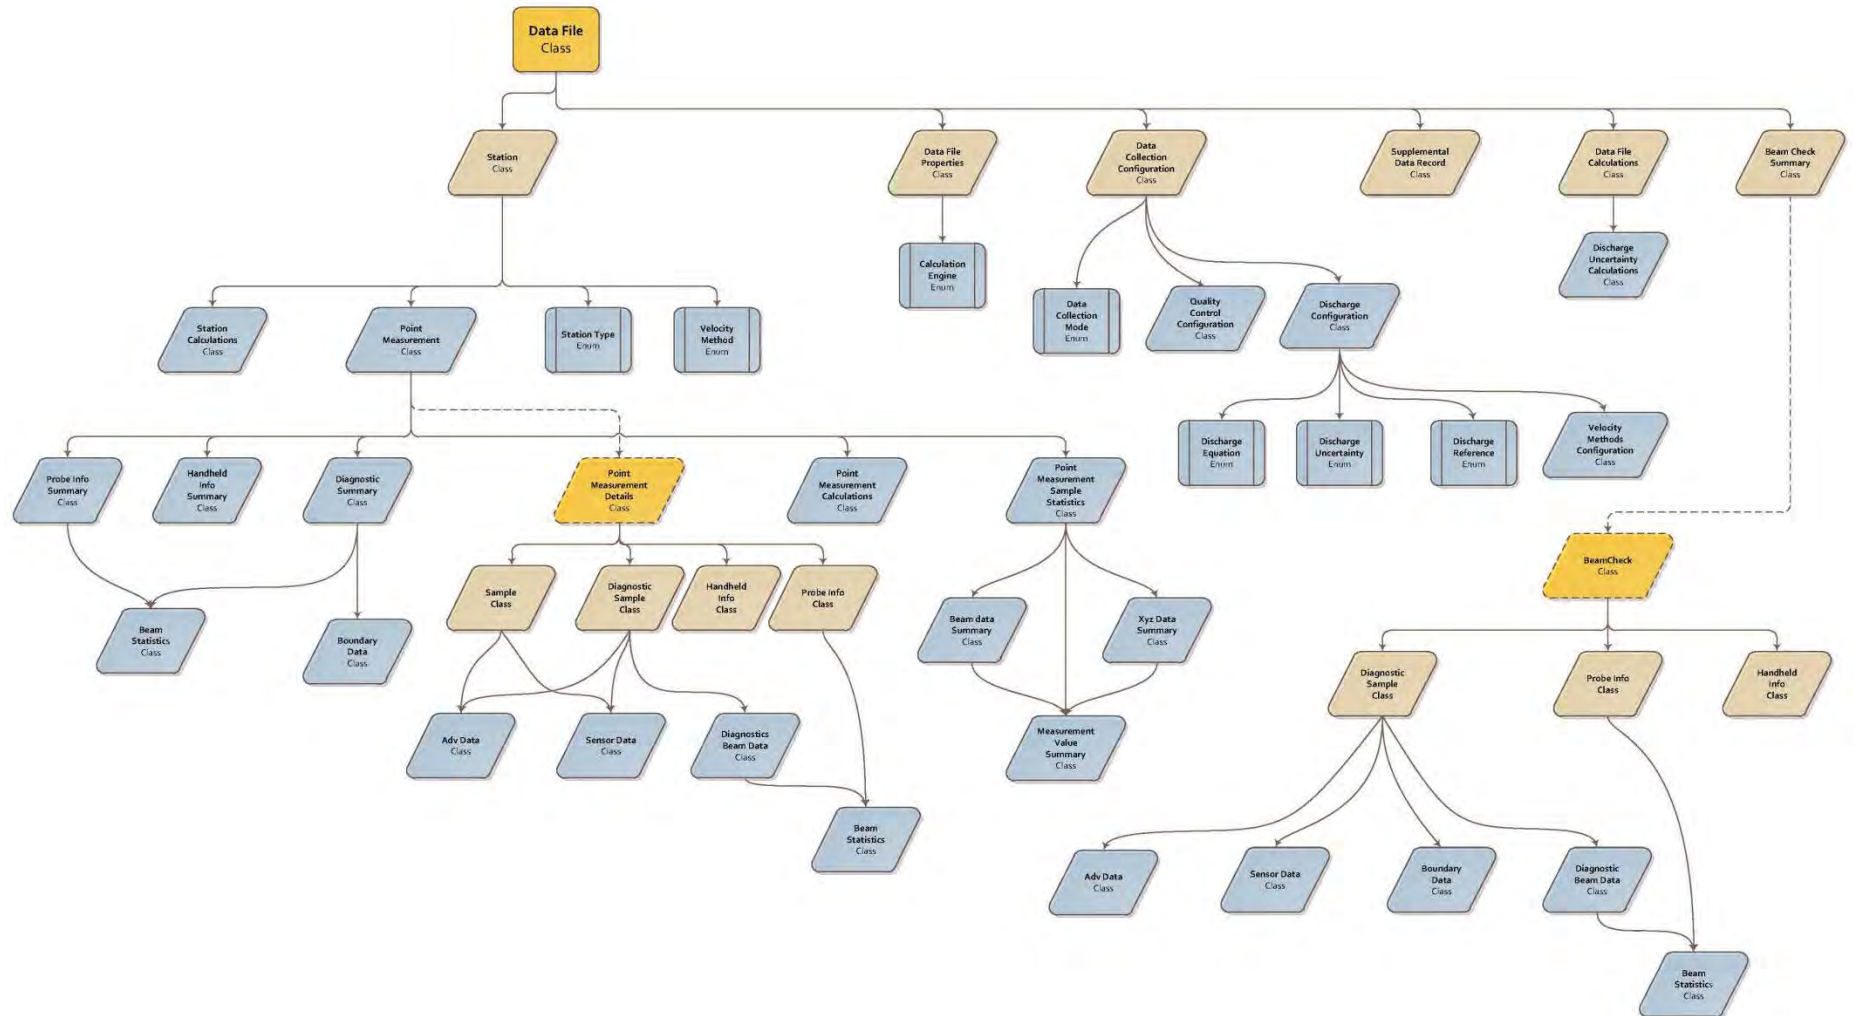 Data File
Class
Station
Class
Data File
Properties
Class
Data
Collection
Configuration
Class
Supplemental
Data Record
Class
Data File
Calculations
Class
Beam Check
Summary
Class
Calculation
Engine
Enum
Discharge
Uncertainty
Calculations
Class
Data
Collection
Mode
Enum
Quality
Control
Configuration
Class
Discharge
Configuration
Class
Station
Calculations
Class
Point
Measurement
Class
Station Type
Enum
Velocity
Method
Enum
Discharge
Equation
Enum
Discharge
Uncertainty
Enum
Discharge
Reference
Enum
Velocity
Methods
Configuration
Class
Probe Info
Summary
Class
Handheld
Info
Summary
Class
Diagnostic
Summary
Class
Point
Measurement
Details
Class
Point
Measurement
Calculations
Class
Point
Measurement
Sample
Statistics
Class
BeamCheck
Class
Sample
Class
Diagnostic
Sample
Class
Handheld
Info
Class
Probe Info
Class
Beam
Statistics
Class
Boundary
Data
Class
Beam data
Summary
Class
Xyz Data
Summary
Class
Diagnostic
Sample
Class
Probe Info
Class
Handheld
Info
Class
Adv Data
Class
Sensor Data
Class
Diagnostics
Beam Data
Class
Measurement
Value
Summary
Class
Beam
Statistics
Class
Adv Data
Class
Sensor Data
Class
Boundary
Data
Class
Diagnostic
Beam Data
Class
Beam
Statistics
Class